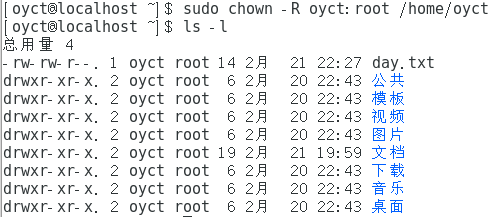 [oyct@localhost ~]$ sudo chown -R oyct:root /home/oyct
[oyct@localhost ~]$ ls -l
总用量 4
-rw-rw-r--. 1 oyct root 14 2月  21 22:27 day.txt
drwxr-xr-x. 2 oyct root  6 2月  20 22:43 公共
drwxr-xr-x. 2 oyct root  6 2月  20 22:43 模板
drwxr-xr-x. 2 oyct root  6 2月  20 22:43 视频
drwxr-xr-x. 2 oyct root  6 2月  20 22:43 图片
drwxr-xr-x. 2 oyct root 19 2月  21 19:59 文档
drwxr-xr-x. 2 oyct root  6 2月  20 22:43 下载
drwxr-xr-x. 2 oyct root  6 2月  20 22:43 音乐
drwxr-xr-x. 2 oyct root  6 2月  20 22:43 桌面